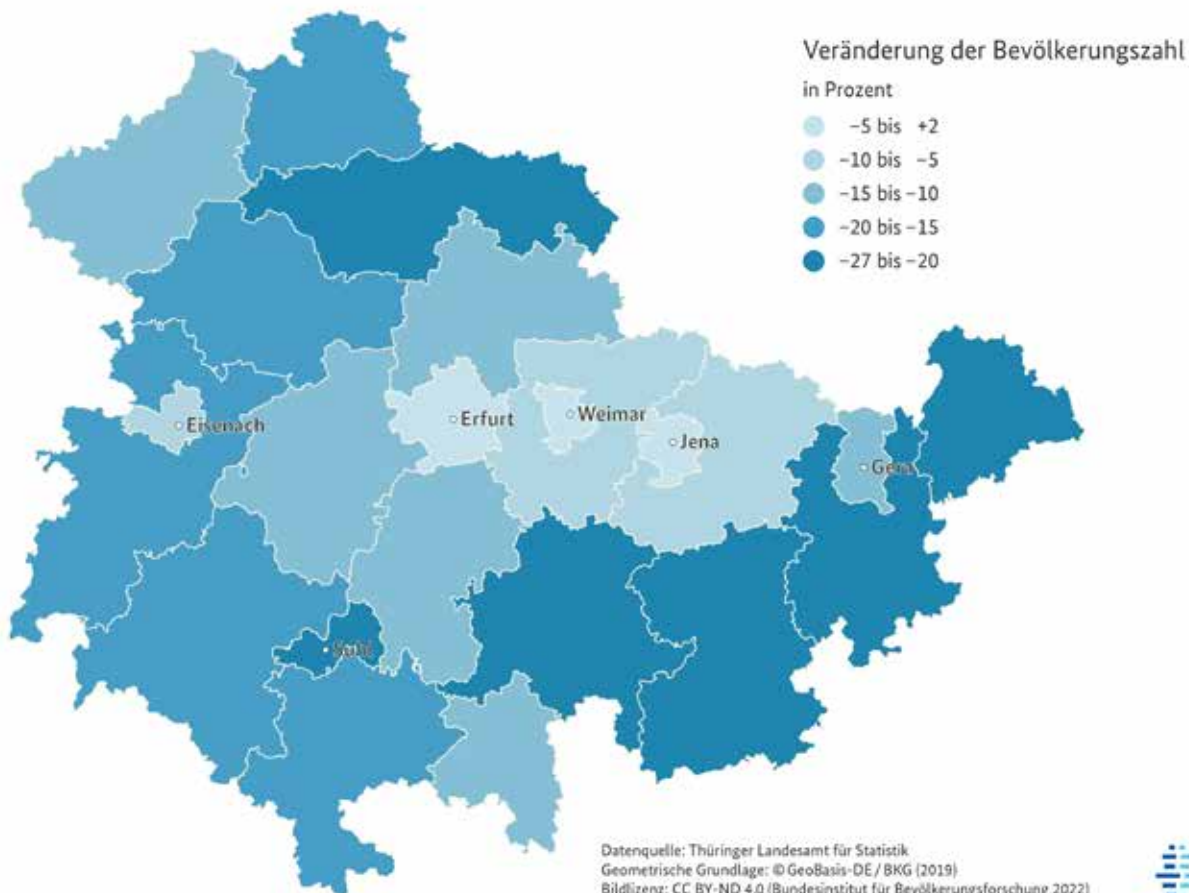 Veränderung der Bevölkerungszahl
in Prozent
−5 bis +2
−10 bis −5
−15 bis −10
−20 bis −15
−27 bis −20
Eisenach
Erfurt
Weimar
Jena
Gera
Suhl
Datenquelle: Thüringer Landesamt für Statistik
Geometrische Grundlage: © GeoBasis-DE / BKG (2019)
Bildlizenz: CC BY-ND 4.0 (Bundesinstitut für Bevölkerungsforschung 2022)